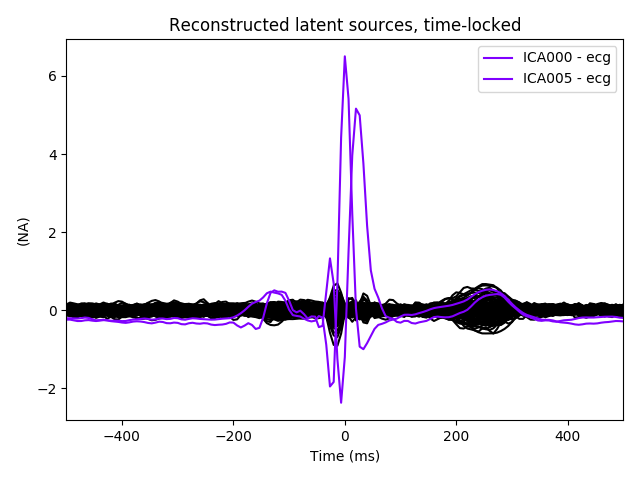 Reconstructed latent sources, time-locked
ICA000 - ecg
ICA005 - ecg
(NA)
6
4
2
0
−2
−400
−200
0
200
400
Time (ms)